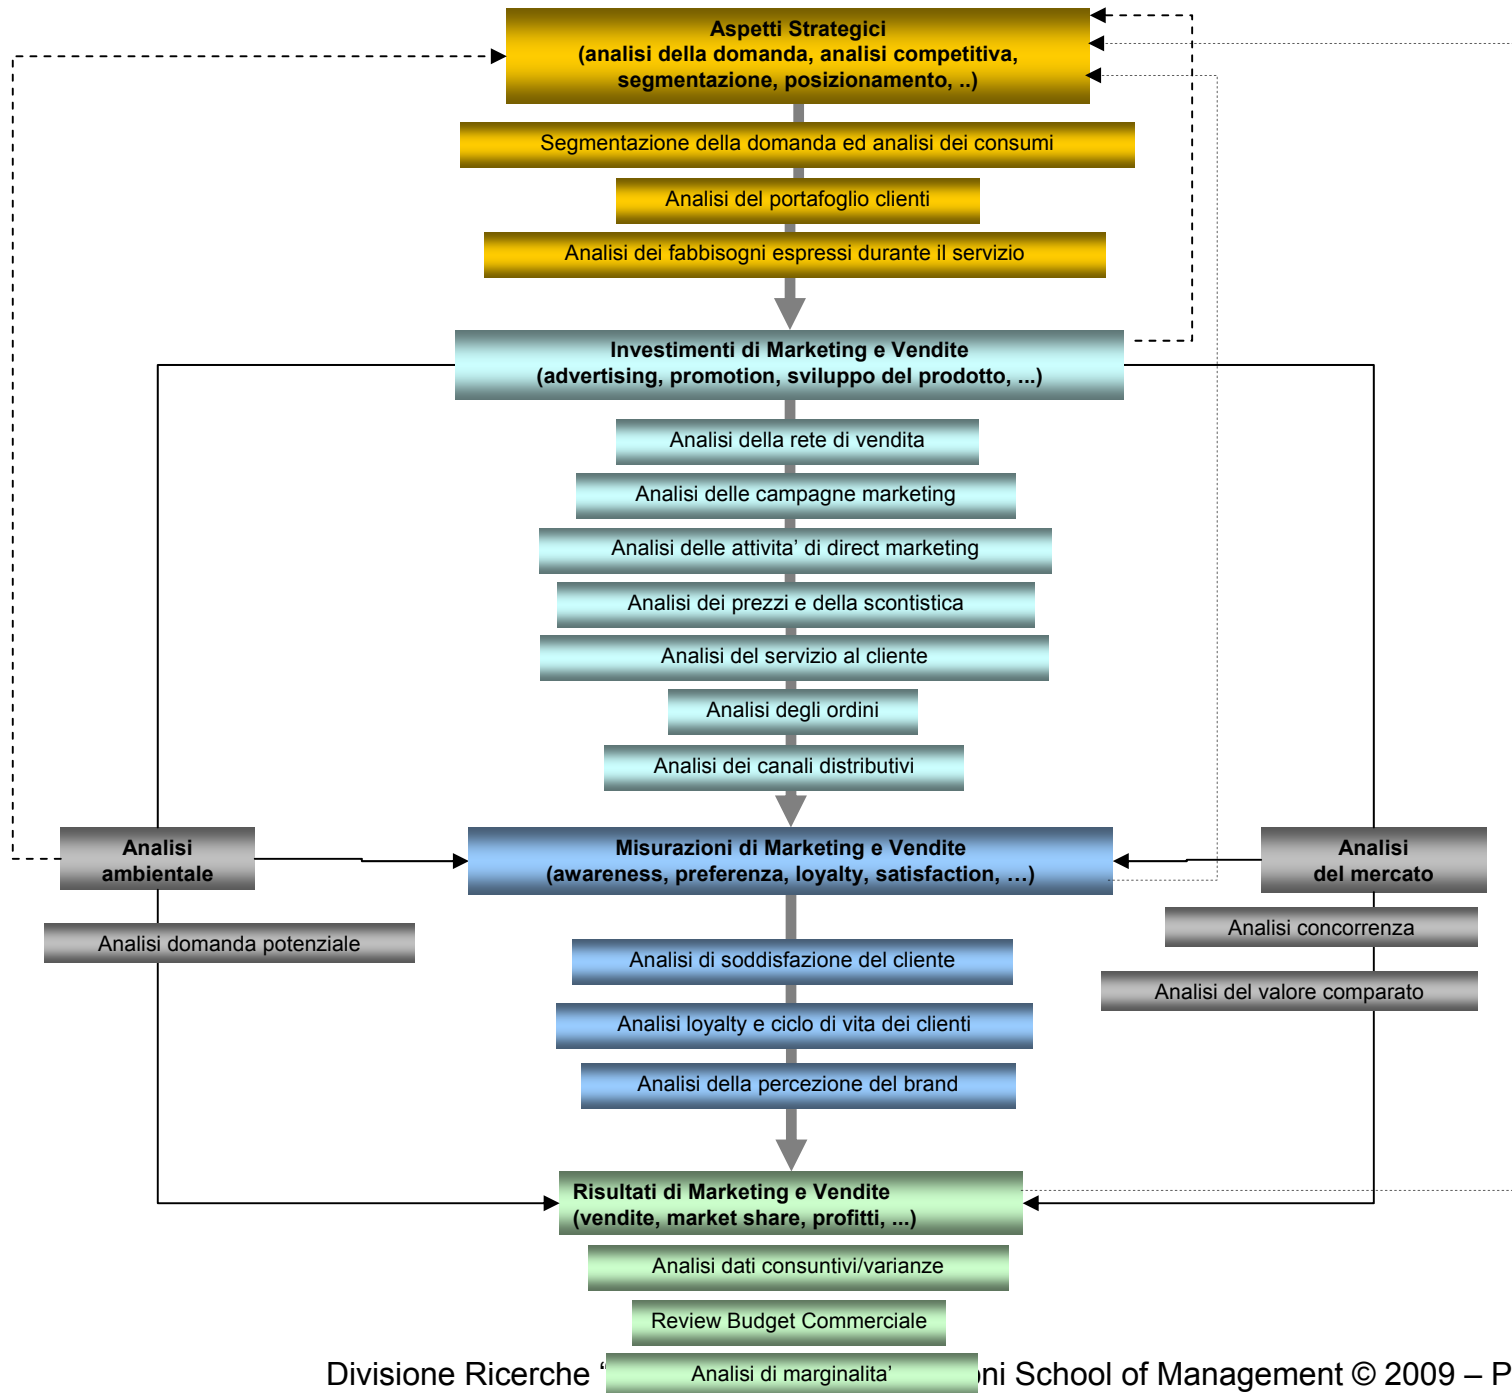 Aspetti Strategici
(analisi della domanda, analisi competitiva,
segmentazione, posizionamento, ..)
Segmentazione della domanda ed analisi dei consumi
Analisi del portafoglio clienti
Analisi dei fabbisogni espressi durante il servizio
Investimenti di Marketing e Vendite
(advertising, promotion, sviluppo del prodotto, ...)
Analisi della rete di vendita
Analisi delle campagne marketing
Analisi delle attivita’ di direct marketing
Analisi dei prezzi e della scontistica
Analisi del servizio al cliente
Analisi degli ordini
Analisi dei canali distributivi
Analisi
ambientale
Analisi domanda potenziale
Misurazioni di Marketing e Vendite
(awareness, preferenza, loyalty, satisfaction, …)
Analisi
del mercato
Analisi concorrenza
Analisi del valore comparato
Analisi di soddisfazione del cliente
Analisi loyalty e ciclo di vita dei clienti
Analisi della percezione del brand
Risultati di Marketing e Vendite
(vendite, market share, profitti, ...)
Analisi dati consuntivi/varianze
Review Budget Commerciale
Analisi di marginalita’
Divisione Ricerche “ School of Management © 2009 –